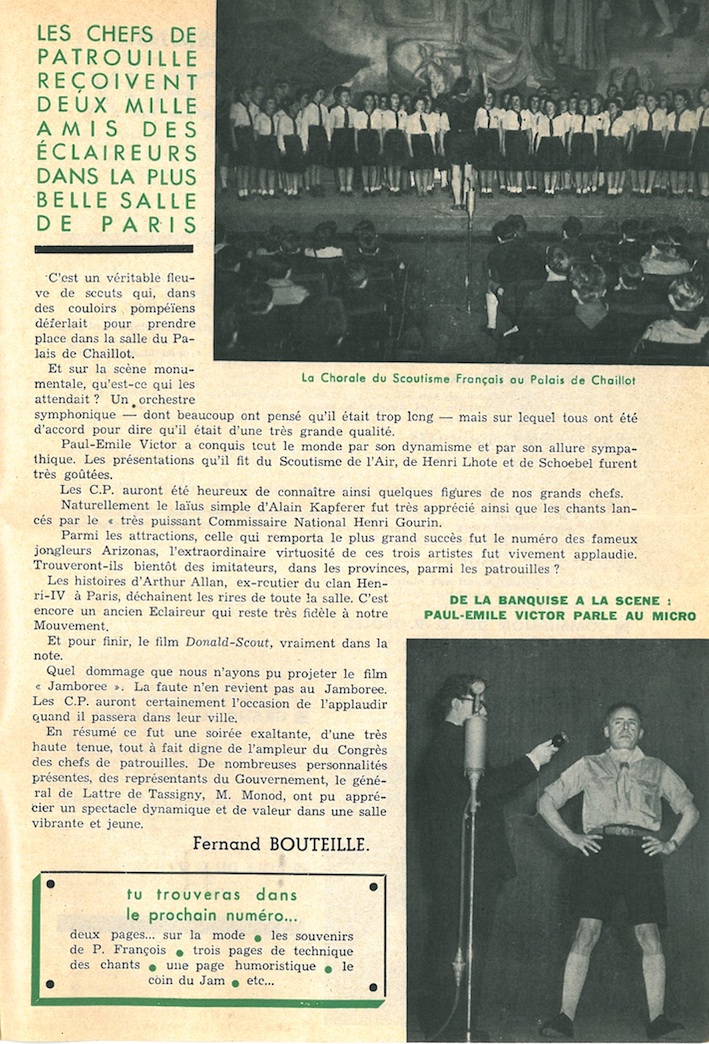 LES CHEFS DE
PATROUILLE
REÇOIVENT
DEUX MILLE
AMIS DES
ÉCLAIREURS
DANS LA PLUS
BELLE SALLE
DE PARIS
C'est un véritable fleu-
ve de scouts qui, dans
des couloirs pompéïens
déferlait pour prendre
place dans la salle du Pa-
lais de Chaillot.
Et sur la scène monu-
mentale, qu'est-ce qui les
attendait ? Un orchestre
La Chorale du Scoutisme Français au Palais de Chaillot
symphonique — dont beaucoup ont pensé qu'il était trop long — mais sur lequel tous ont été
d'accord pour dire qu'il était d'une très grande qualité.
Paul-Emile Victor a conquis tout le monde par son dynamisme et par son allure sympa-
thique. Les présentations qu'il fit du Scoutisme de l'Air, de Henri Lhote et de Schoebel furent
très goûtées.
Les C.P. auront été heureux de connaître ainsi quelques figures de nos grands chefs.
Naturellement le laïus simple d'Alain Kapferer fut très apprécié ainsi que les chants lan-
cés par le « très puissant Commissaire National Henri Gourin.
Parmi les attractions, celle qui remporta le plus grand succès fut le numéro des fameux
jongleurs Arizonas, l'extraordinaire virtuosité de ces trois artistes fut vivement applaudie.
Trouveront-ils bientôt des imitateurs, dans les provinces, parmi les patrouilles ?
Les histoires d'Arthur Allan, ex-rcutier du clan Hen-
ri-IV à Paris, déchaînent les rires de toute la salle. C'est
encore un ancien Eclaireur qui reste très fidèle à notre
Mouvement.
Et pour finir, le film Donald-Scout, vraiment dans la
note.
Quel dommage que nous n'ayons pu projeter le film
« Jamboree ». La faute n'en revient pas au Jamboree.
Les C.P. auront certainement l'occasion de l'applaudir
quand il passera dans leur ville.
En résumé ce fut une soirée exaltante, d'une très
haute tenue, tout à fait digne de l'ampleur du Congrès
des chefs de patrouilles. De nombreuses personnalités
présentes, des représentants du Gouvernement, le géné-
ral de Lattre de Tassigny, M. Monod, ont pu appré-
cier un spectacle dynamique et de valeur dans une salle
vibrante et jeune.
Fernand BOUTEILLE.
DE LA BANQUISE A LA SCENE :
PAUL-EMILE VICTOR PARLE AU MICRO
tu trouveras dans
le prochain numéro...
deux pages... sur la mode ● les souvenirs
de P. François ● trois pages de technique
des chants ● une page humoristique ● le
coin du Jam ● etc...